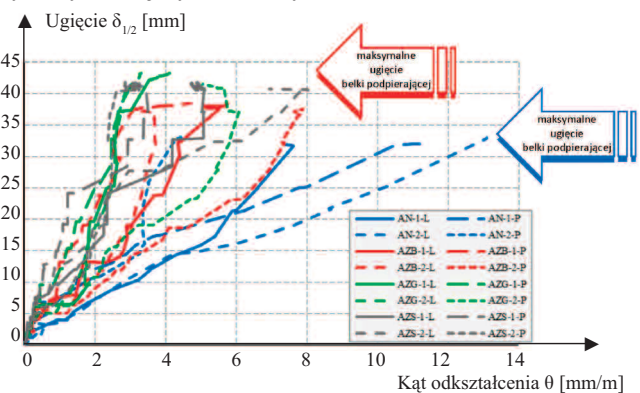 Ugięcie δ1/2 [mm]
45
40
35
30
25
20
15
10
5
0
0 2 4 6 8 10 12 14
Kąt odkształcenia θ [mm/m]
maksymalne
ugięcie
belki podpierającej
maksymalne
ugięcie
belki podpierającej
AN-1-L AN-1-P
AN-2-L AN-2-P
AZB-1-L AZB-1-P
AZB-2-L AZB-2-P
AZG-1-L AZG-1-P
AZG-2-L AZG-2-P
AZS-1-L AZS-1-P
AZS-2-L AZS-2-P